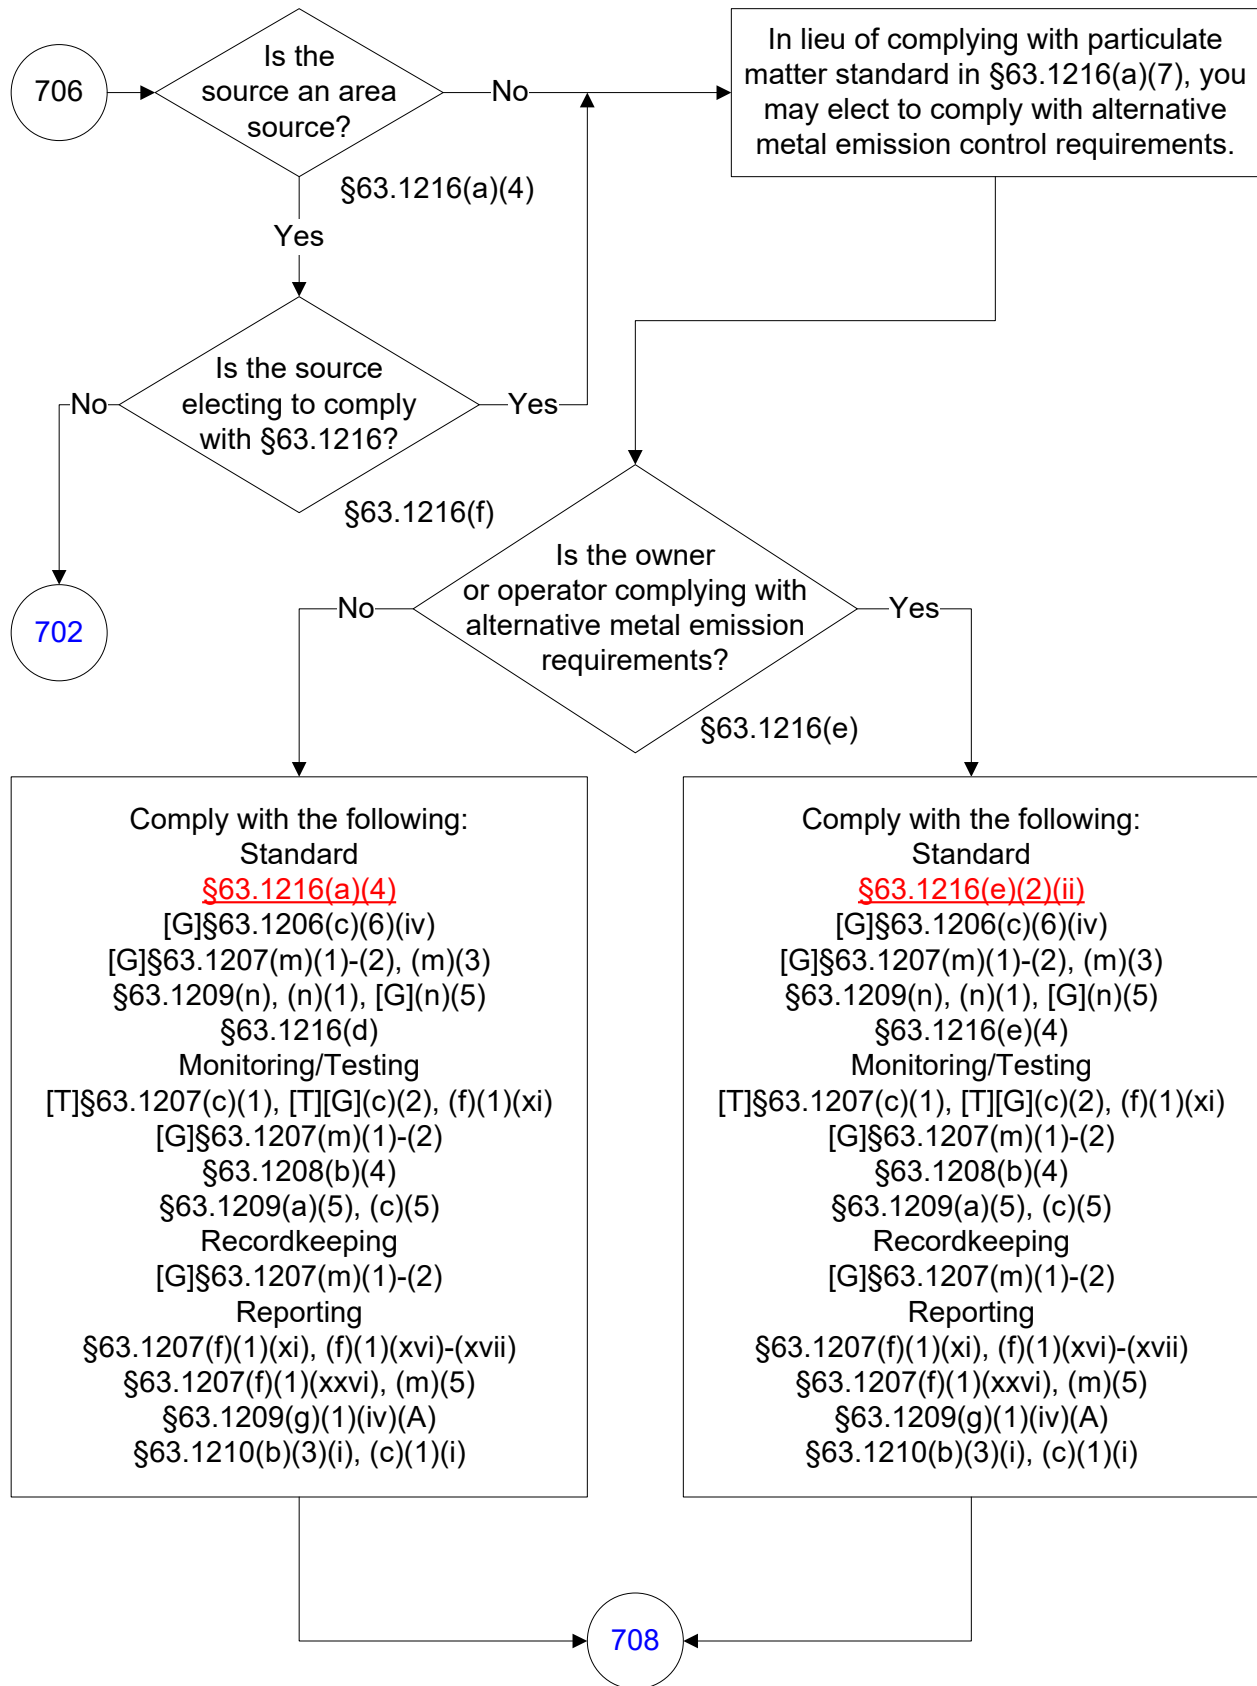 706
Is the
source an area
source?
No
In lieu of complying with particulate
matter standard in §63.1216(a)(7), you
may elect to comply with alternative
metal emission control requirements.
§63.1216(a)(4)
Yes
Is the source
electing to comply
with §63.1216?
No
Yes
§63.1216(f)
702
Is the owner
or operator complying with
alternative metal emission
requirements?
No
Yes
§63.1216(e)
Comply with the following:
Standard
§63.1216(a)(4)
[G]§63.1206(c)(6)(iv)
[G]§63.1207(m)(1)-(2), (m)(3)
§63.1209(n), (n)(1), [G](n)(5)
§63.1216(d)
Monitoring/Testing
[T]§63.1207(c)(1), [T][G](c)(2), (f)(1)(xi)
[G]§63.1207(m)(1)-(2)
§63.1208(b)(4)
§63.1209(a)(5), (c)(5)
Recordkeeping
[G]§63.1207(m)(1)-(2)
Reporting
§63.1207(f)(1)(xi), (f)(1)(xvi)-(xvii)
§63.1207(f)(1)(xxvi), (m)(5)
§63.1209(g)(1)(iv)(A)
§63.1210(b)(3)(i), (c)(1)(i)
Comply with the following:
Standard
§63.1216(e)(2)(ii)
[G]§63.1206(c)(6)(iv)
[G]§63.1207(m)(1)-(2), (m)(3)
§63.1209(n), (n)(1), [G](n)(5)
§63.1216(e)(4)
Monitoring/Testing
[T]§63.1207(c)(1), [T][G](c)(2), (f)(1)(xi)
[G]§63.1207(m)(1)-(2)
§63.1208(b)(4)
§63.1209(a)(5), (c)(5)
Recordkeeping
[G]§63.1207(m)(1)-(2)
Reporting
§63.1207(f)(1)(xi), (f)(1)(xvi)-(xvii)
§63.1207(f)(1)(xxvi), (m)(5)
§63.1209(g)(1)(iv)(A)
§63.1210(b)(3)(i), (c)(1)(i)
708